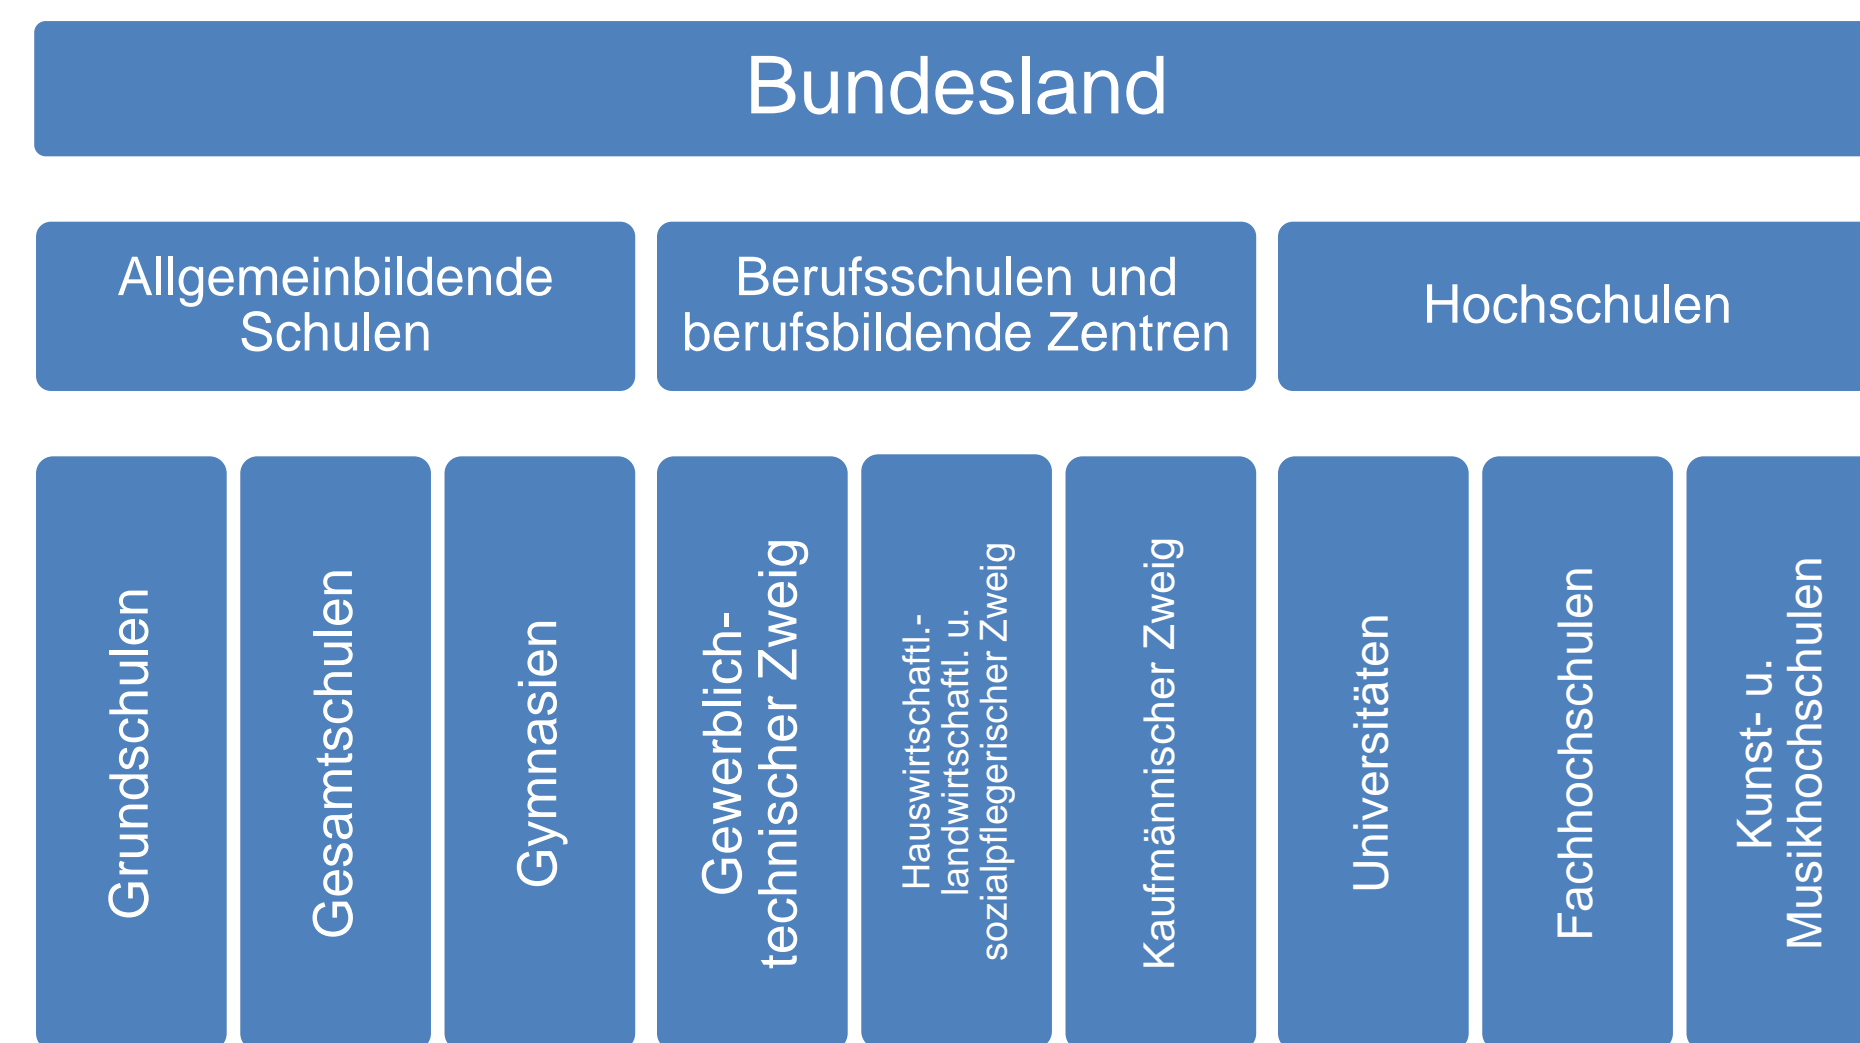 Bundesland
Allgemeinbildende
Schulen
Berufsschulen und
berufsbildende Zentren
Hochschulen
Grundschulen
Gesamtschulen
Gymnasien
Gewerblich-
technischer Zweig
Hauswirtschaftl.-
landwirtschaftl. u.
sozialpflegerischer Zweig
Kaufmännischer Zweig
Universitäten
Fachhochschulen
Kunst- u.
Musikhochschulen